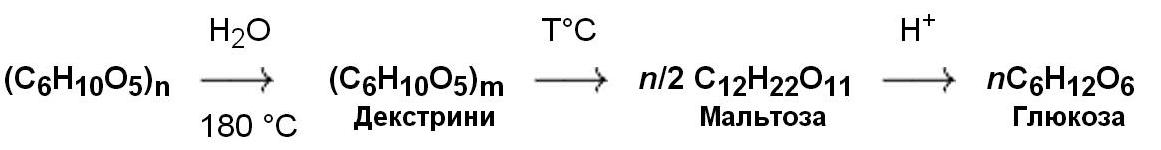 H₂O T°C H⁺
(C₆H₁₀O₅)ₙ ⟶ (C₆H₁₀O₅)ₘ ⟶ n/2 C₁₂H₂₂O₁₁ ⟶ nC₆H₁₂O₆
180 °C Декстрини Мальтоза Глюкоза